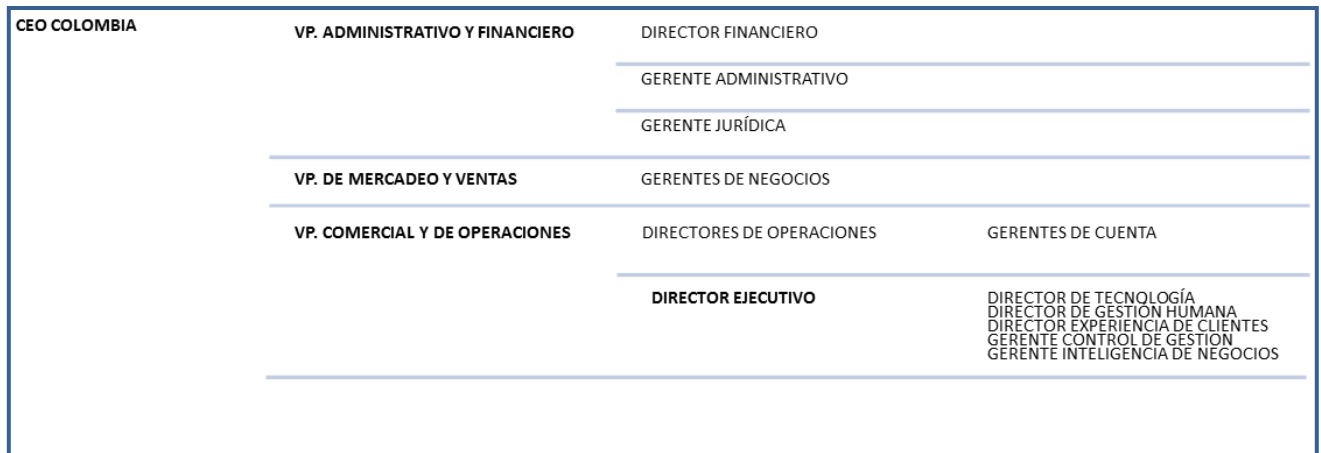 CEO COLOMBIA
VP. ADMINISTRATIVO Y FINANCIERO
DIRECTOR FINANCIERO
GERENTE ADMINISTRATIVO
GERENTE JURÍDICA
VP. DE MERCADEO Y VENTAS
GERENTES DE NEGOCIOS
VP. COMERCIAL Y DE OPERACIONES
DIRECTORES DE OPERACIONES
GERENTES DE CUENTA
DIRECTOR EJECUTIVO
DIRECTOR DE TECNOLOGÍA
DIRECTOR DE GESTIÓN HUMANA
DIRECTOR EXPERIENCIA DE CLIENTES
GERENTE CONTROL DE GESTION
GERENTE INTELIGENCIA DE NEGOCIOS